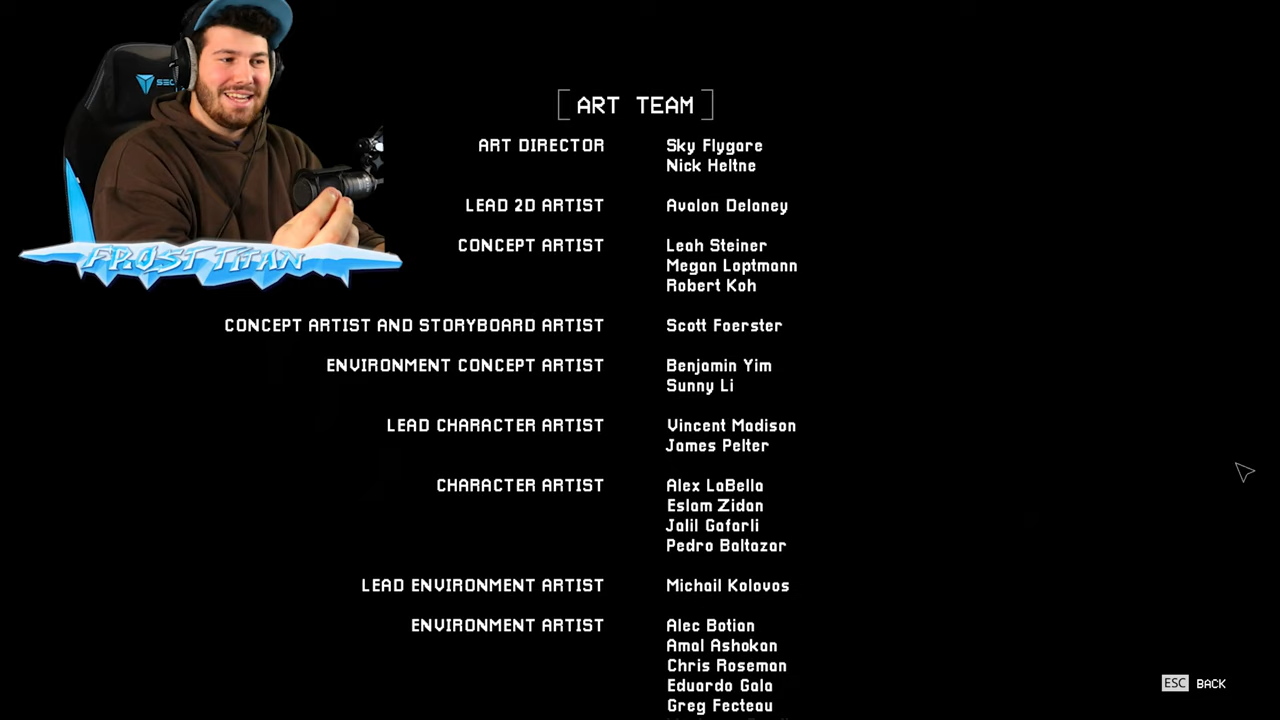 SEC
FROST TITAN
[ART TEAM]
ART DIRECTOR Sky Flygare
Nick Heltne
LEAD 2D ARTIST Avalon Delaney
CONCEPT ARTIST Leah Steiner
Megan Loptmann
Robert Koh
CONCEPT ARTIST AND STORYBOARD ARTIST Scott Foerster
ENVIRONMENT CONCEPT ARTIST Benjamin Yim
Sunny Li
LEAD CHARACTER ARTIST Vincent Madison
James Pelter
CHARACTER ARTIST Alex LaBella
Eslam Zidan
Jalil Gafarli
Pedro Baltazar
LEAD ENVIRONMENT ARTIST Michail Kolovos
ENVIRONMENT ARTIST Alec Botian
Amal Ashokan
Chris Roseman
Eduardo Gala
Greg Fecteau
ESC BACK